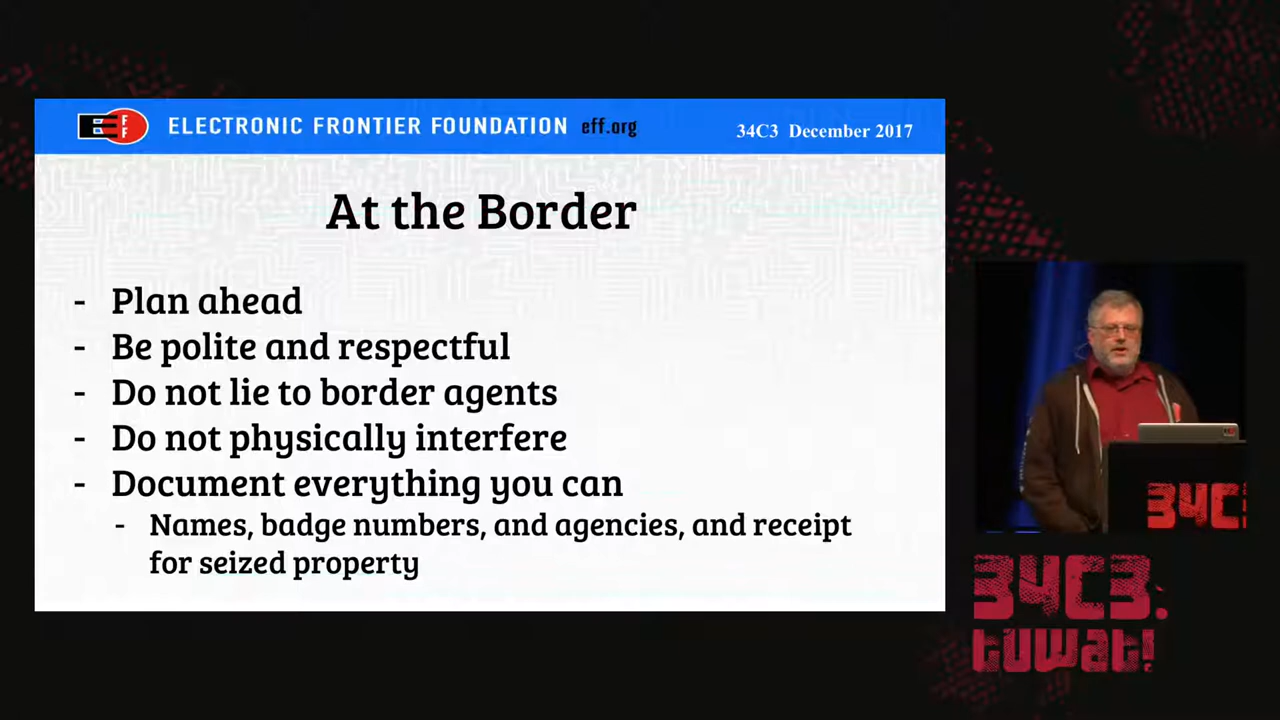 EFF
ELECTRONIC FRONTIER FOUNDATION eff.org
34C3 December 2017
At the Border
- Plan ahead
- Be polite and respectful
- Do not lie to border agents
- Do not physically interfere
- Document everything you can
- Names, badge numbers, and agencies, and receipt
for seized property
34C3
34C3:
tuwat!